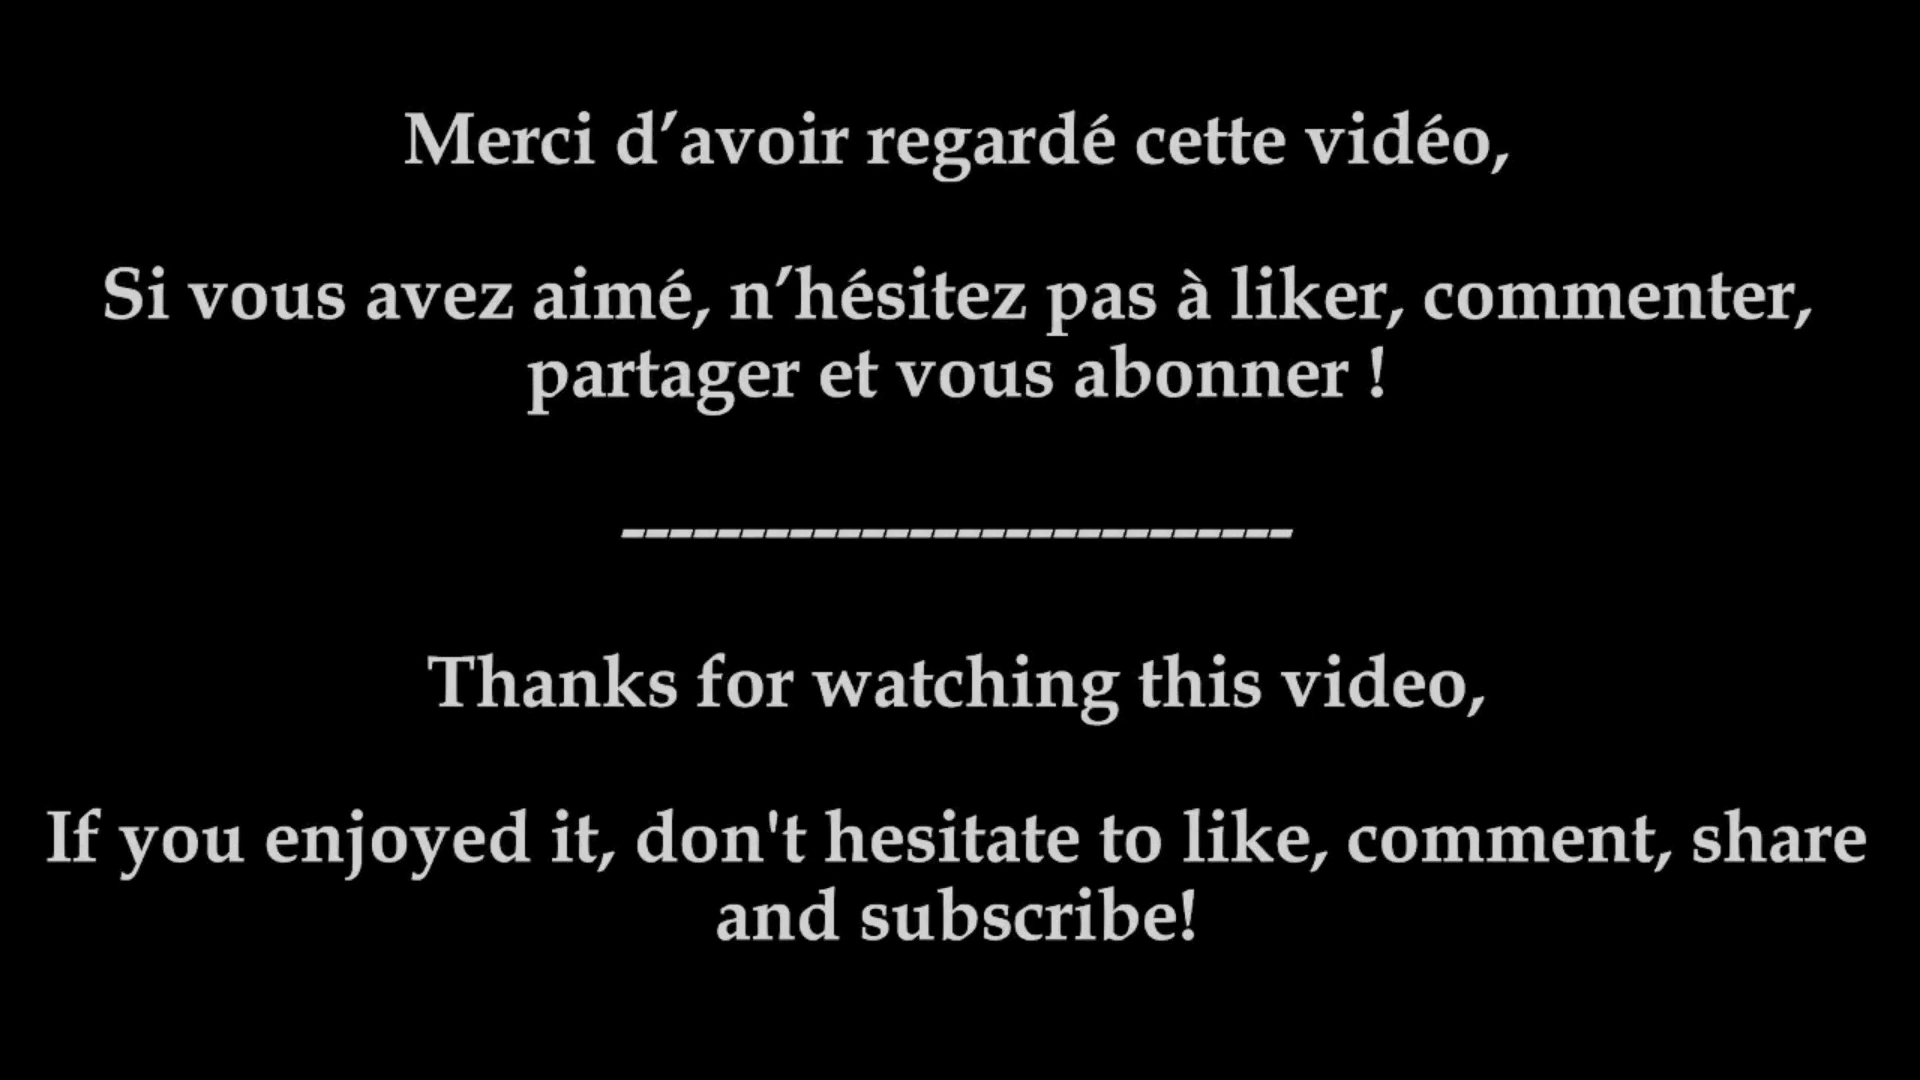 Merci d’avoir regardé cette vidéo,
Si vous avez aimé, n’hésitez pas à liker, commenter,
partager et vous abonner !
----------------------------
Thanks for watching this video,
If you enjoyed it, don't hesitate to like, comment, share
and subscribe!